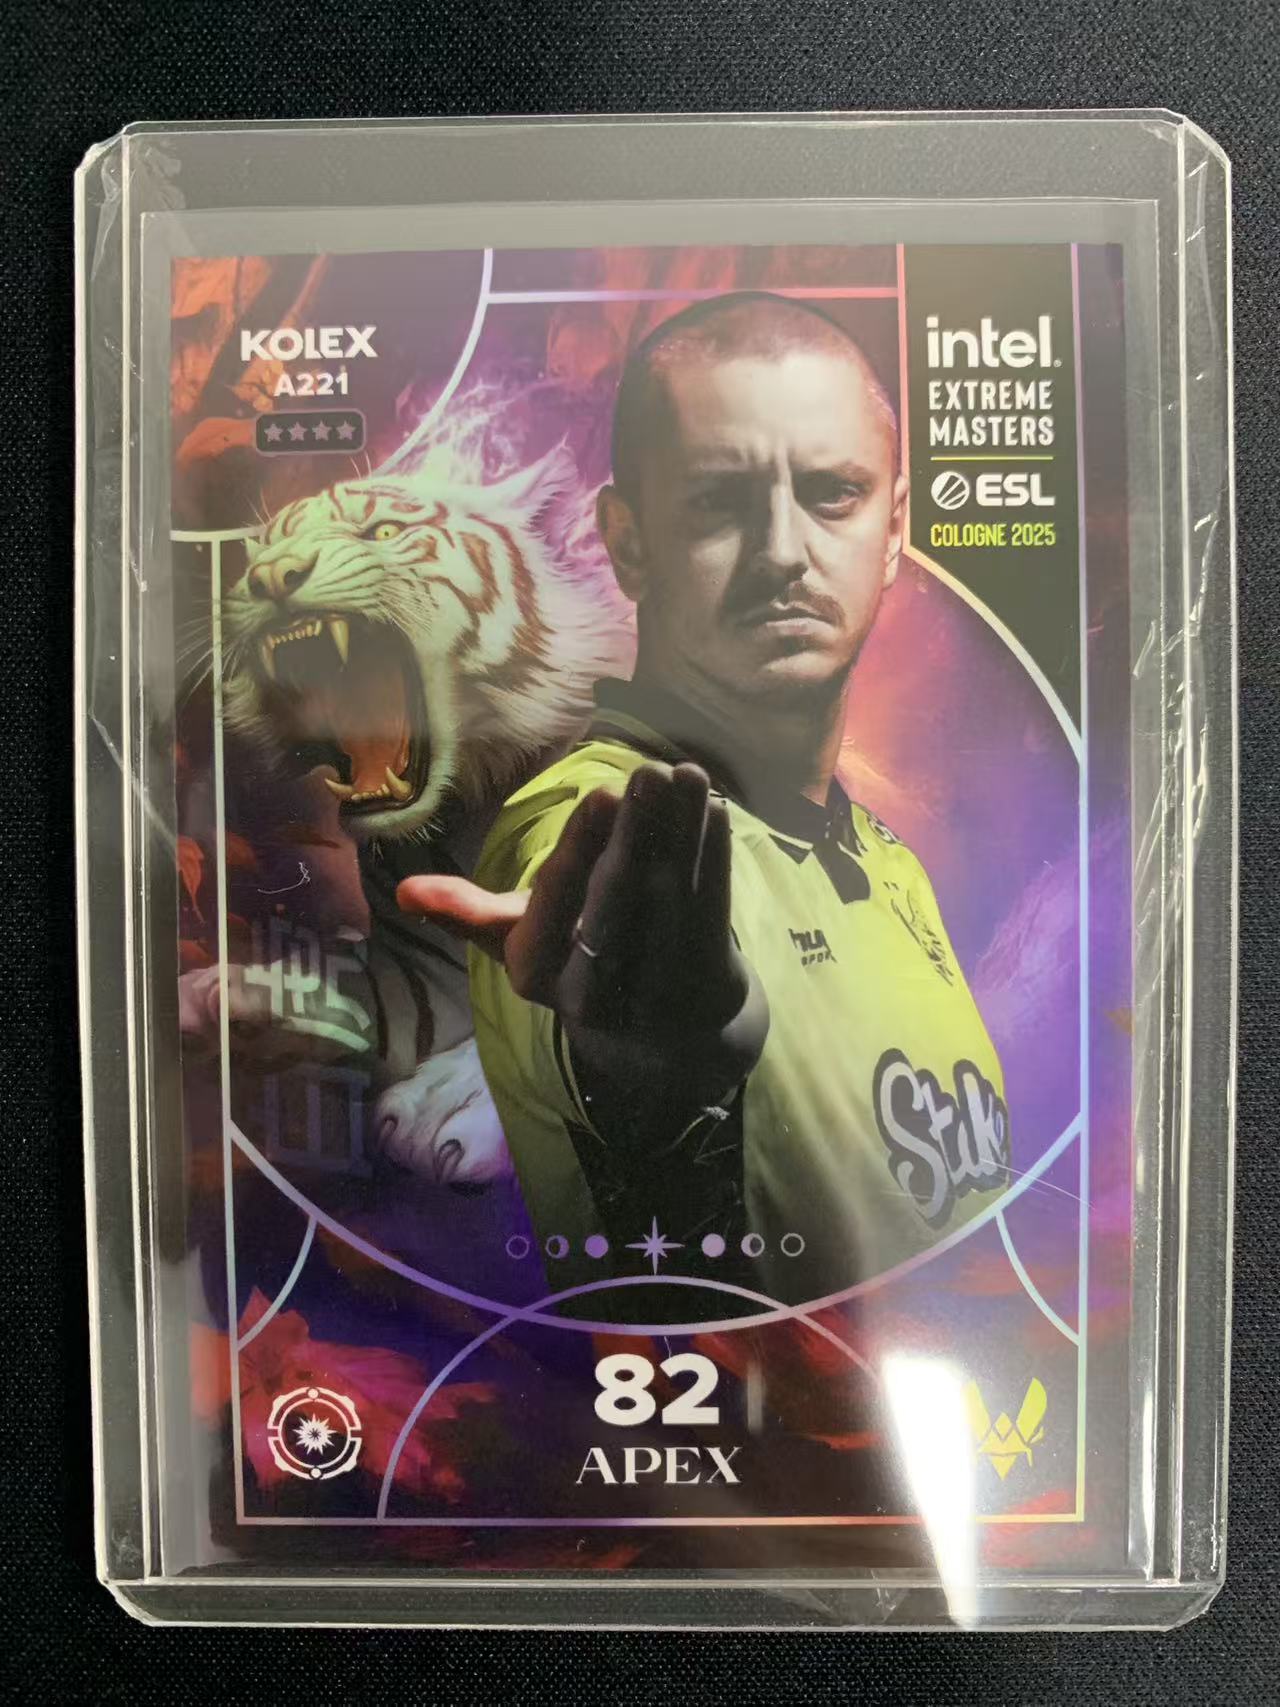 KOLEX
A221
intel.
EXTREME
MASTERS
ESL
COLOGNE 2025
Stake
82
APEX